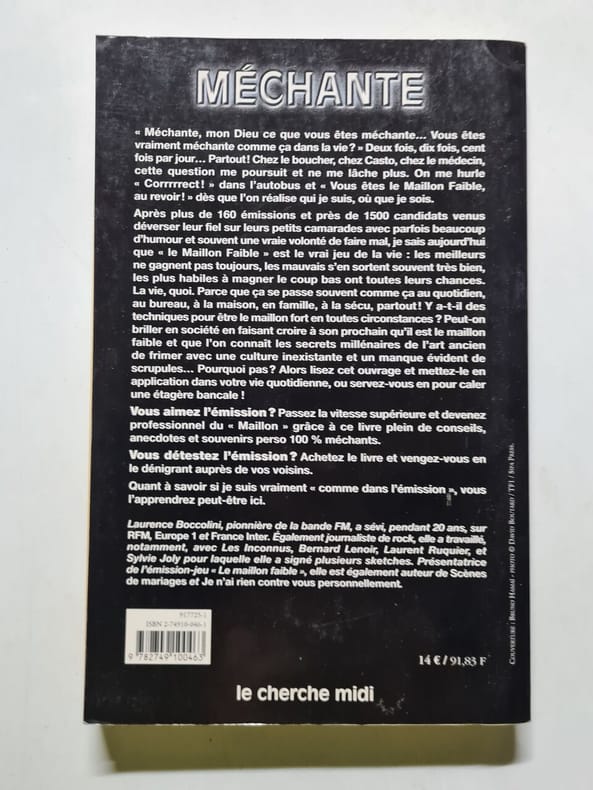 MÉCHANTE
« Méchante, mon Dieu ce que vous êtes méchante... Vous êtes
vraiment méchante comme ça dans la vie ? » Deux fois, dix fois, cent
fois par jour... Partout! Chez le boucher, chez Casto, chez le médecin,
cette question me poursuit et ne me lâche plus. On me hurle
« Corrrrrect! » dans l'autobus et « Vous êtes le Maillon Faible,
au revoir! » dès que l'on réalise qui je suis, où que je sois.
Après plus de 160 émissions et près de 1500 candidats venus
déverser leur fiel sur leurs petits camarades avec parfois beaucoup
d'humour et souvent une vraie volonté de faire mal, je sais aujourd'hui
que « le Maillon Faible » est le vrai jeu de la vie : les meilleurs
ne gagnent pas toujours, les mauvais s'en sortent souvent très bien,
les plus habiles à magner le coup bas ont toutes leurs chances.
La vie, quoi. Parce que ça se passe souvent comme ça au quotidien,
au bureau, à la maison, en famille, à la sécu, partout! Y a-t-il des
techniques pour être le maillon fort en toutes circonstances ? Peut-on
briller en société en faisant croire à son prochain qu'il est le maillon
faible et que l'on connaît les secrets millénaires de l'art ancien
de frimer avec une culture inexistante et un manque évident de
scrupules... Pourquoi pas ? Alors lisez cet ouvrage et mettez-le en
application dans votre vie quotidienne, ou servez-vous en pour caler
une étagère bancale !
Vous aimez l'émission ? Passez la vitesse supérieure et devenez
professionnel du « Maillon » grâce à ce livre plein de conseils,
anecdotes et souvenirs perso 100 % méchants.
Vous détestez l'émission ? Achetez le livre et vengez-vous en
le dénigrant auprès de vos voisins.
Quant à savoir si je suis vraiment « comme dans l'émission », vous
l'apprendrez peut-être ici.
Laurence Boccolini, pionnière de la bande FM, a sévi, pendant 20 ans, sur
RFM, Europe 1 et France Inter. Également journaliste de rock, elle a travaillé,
notamment, avec Les Inconnus, Bernard Lenoir, Laurent Ruquier, et
Sylvie Joly pour laquelle elle a signé plusieurs sketches. Présentatrice
de l'émission-jeu « Le maillon faible », elle est également auteur de Scènes
de mariages et Je n'ai rien contre vous personnellement.
917725-1
ISBN 2-74910-046-1
9 782749 100463
14 € / 91,83 F
le cherche midi
COUVERTURE : BRUNO HAMAÏ - PHOTO © DAVID BOUTARD / TF1 / SIPA PRESS.